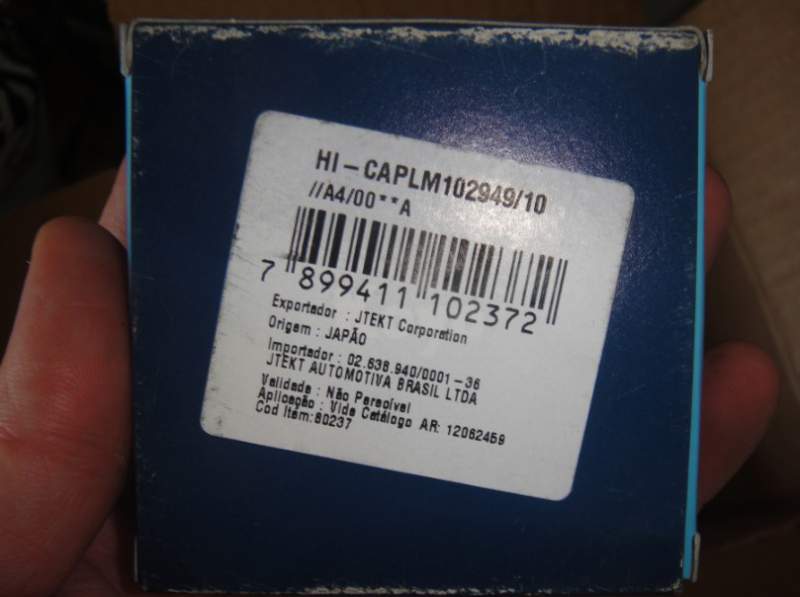 HI-CAPLM102949/10
//A4/00**A
7 899411 102372
Exportador : JTEKT Corporation
Origem : JAPÃO
Importador : 02.638.940/0001-36
JTEKT AUTOMOTIVA BRASIL LTDA
Validade : Não Perecível
Aplicação : Vide Catálogo AR: 12062459
Cod Item:80237